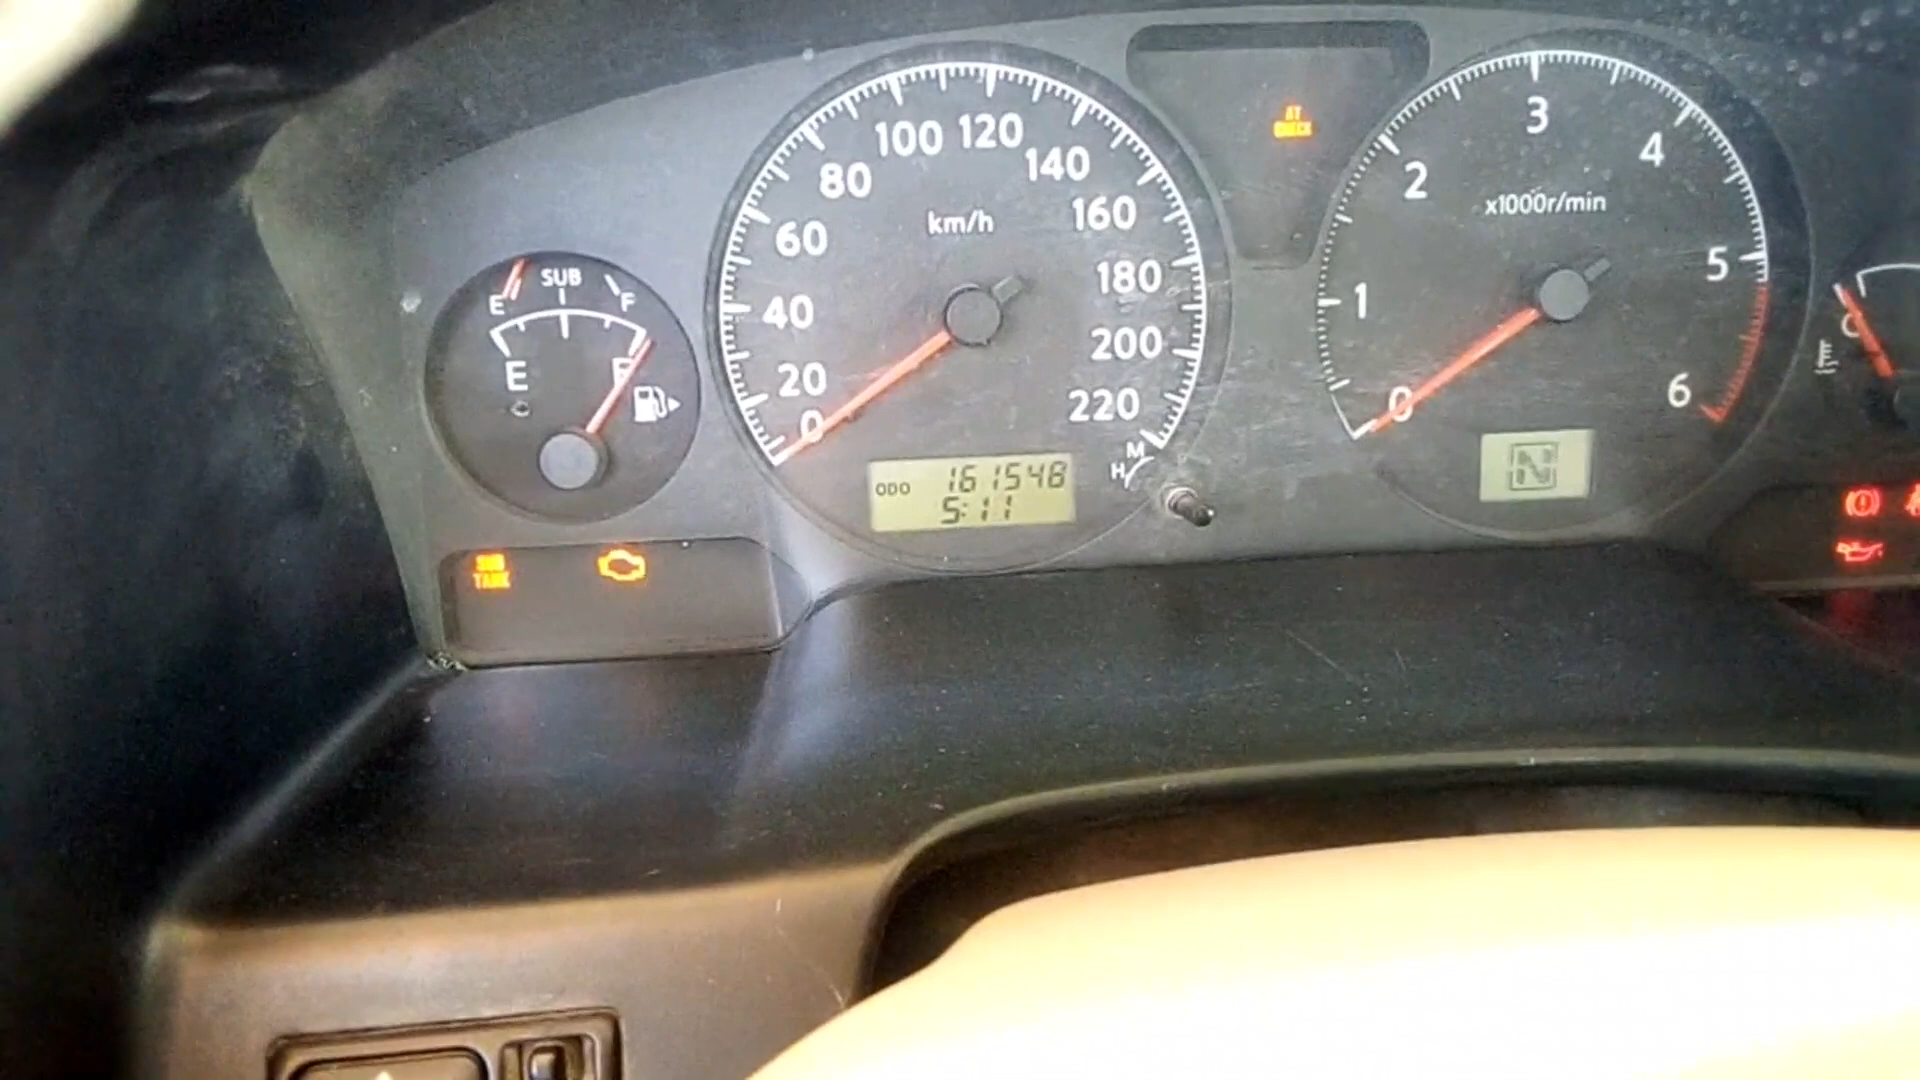 E SUB F
E F
km/h
0 20 40 60 80 100 120 140 160 180 200 220
ODO 161548
5:11
H M
AT
CHECK
x1000r/min
0 1 2 3 4 5 6
N
C
SUB
TANK